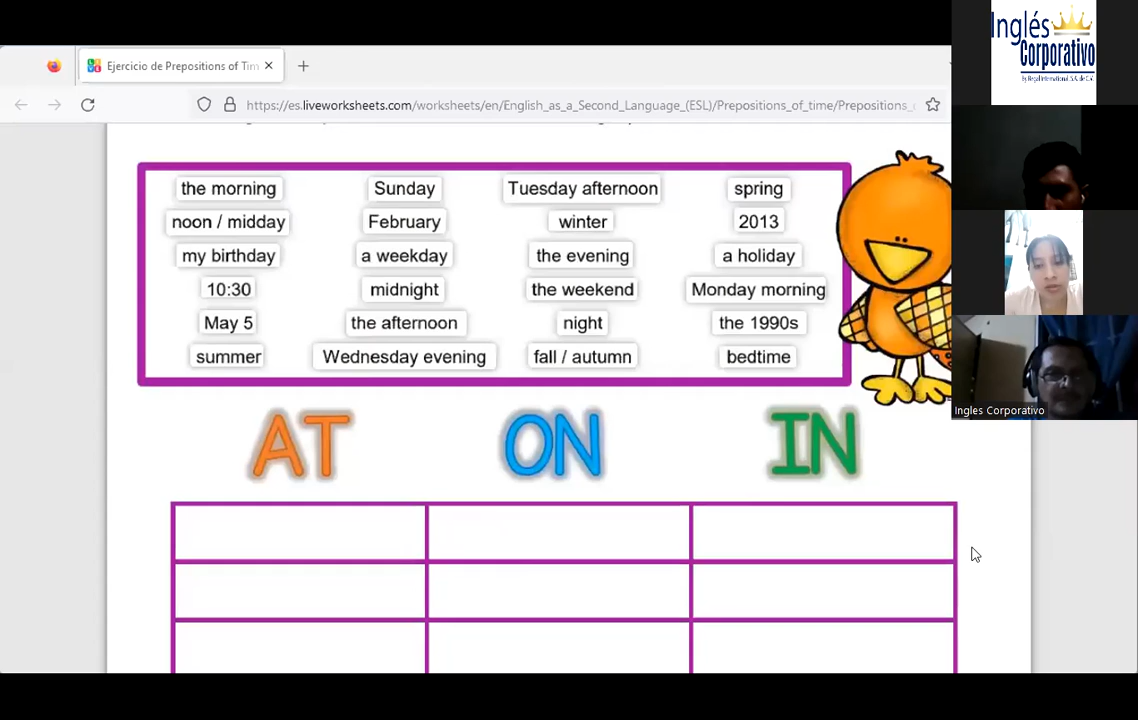 Ejercicio de Prepositions of Tim
https://es.liveworksheets.com/worksheets/en/English_as_a_Second_Language_(ESL)/Prepositions_of_time/Prepositions_
the morning Sunday Tuesday afternoon spring
noon / midday February winter 2013
my birthday a weekday the evening a holiday
10:30 midnight the weekend Monday morning
May 5 the afternoon night the 1990s
summer Wednesday evening fall / autumn bedtime
AT ON IN
Inglés
Corporativo
Ingles Corporativo